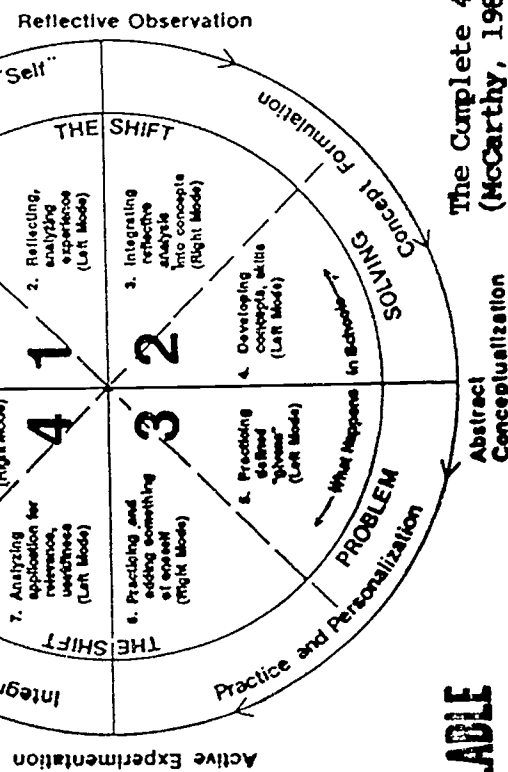 Reflective Observation
"Self"
THE SHIFT
2. Reflecting,
analyzing
experience
(Left Mode)
1
3. Integrating
reflective
analysis
into concepts
(Right Mode)
2
4. Developing
concepts, skills
(Left Mode)
Concept Formulation
SOLVING
What Happens in Schools
Abstract
Conceptualization
PROBLEM
Practice and Personalization
3
5. Practicing
defined
"givens"
(Left Mode)
6. Practicing and
adding something
of oneself
(Right Mode)
4
(Right Mode)
7. Analyzing
application for
relevance,
usefulness
(Left Mode)
THE SHIFT
Active Experimentation
The Complete 4
(McCarthy, 198